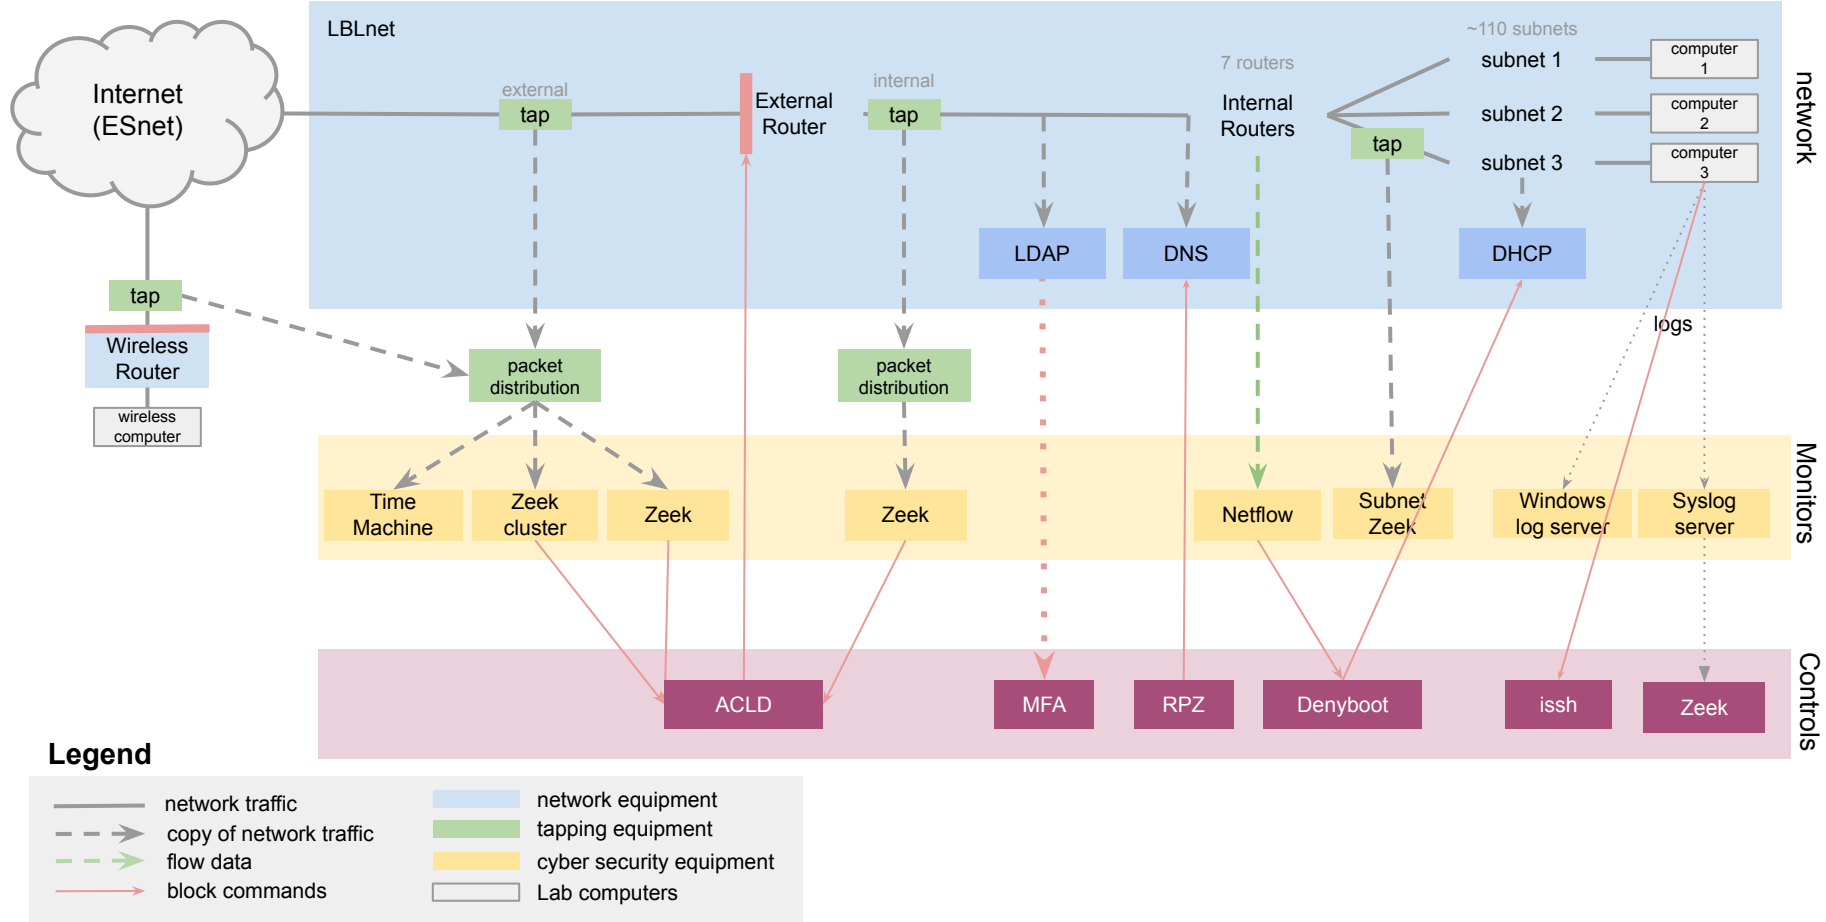 LBLnet
~110 subnets
Internet
(ESnet)
external
tap
External
Router
internal
tap
7 routers
Internal
Routers
tap
subnet 1
subnet 2
subnet 3
computer
1
computer
2
computer
3
network
LDAP
DNS
DHCP
tap
Wireless
Router
wireless
computer
packet
distribution
packet
distribution
logs
Time
Machine
Zeek
cluster
Zeek
Zeek
Netflow
Subnet
Zeek
Windows
log server
Syslog
server
Monitors
ACLD
MFA
RPZ
Denyboot
issh
Zeek
Controls
Legend
network traffic
copy of network traffic
flow data
block commands
network equipment
tapping equipment
cyber security equipment
Lab computers